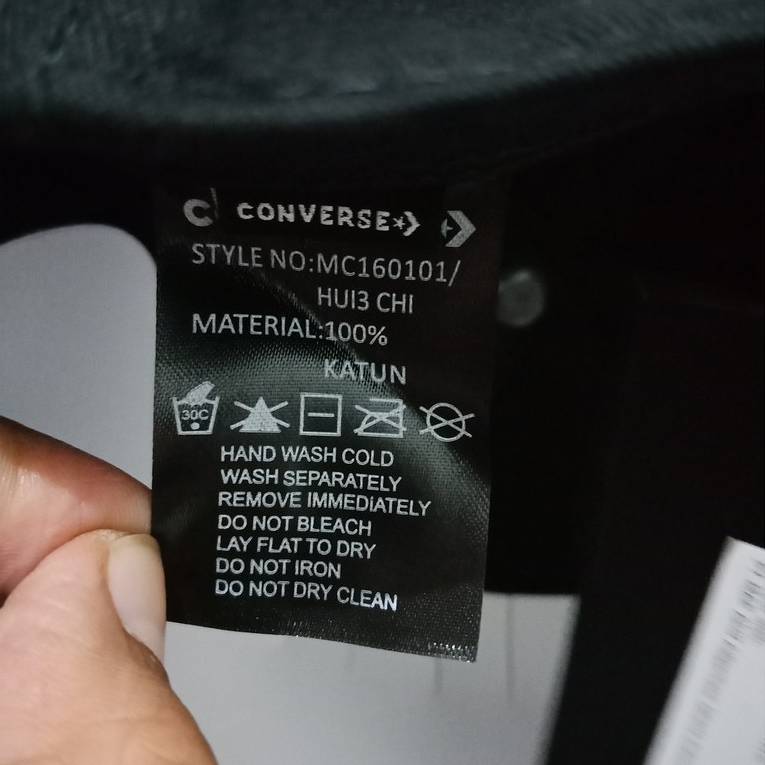 CONVERSE
STYLE NO:MC160101/
HUI3 CHI
MATERIAL:100%
KATUN
30C
HAND WASH COLD
WASH SEPARATELY
REMOVE IMMEDiATELY
DO NOT BLEACH
LAY FLAT TO DRY
DO NOT IRON
DO NOT DRY CLEAN